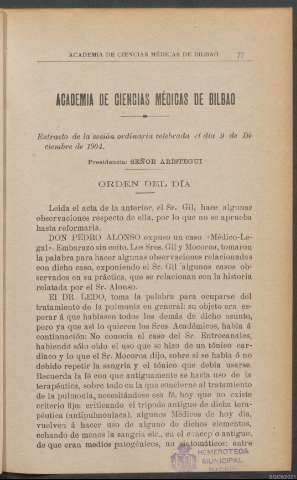 ACADEMIA DE CIENCIAS MÉDICAS DE BILBAO 77
ACADEMIA DE CIENCIAS MÉDICAS DE BILBAO
Extracto de la sesión ordinaria celebrada el día 9 de Di-
ciembre de 1904.
Presidencia: SEÑOR ARÍSTEGUI
ORDEN DEL DÍA
Leída el acta de la anterior, el Sr. Gil, hace algunas
observaciones respecto de ella, por lo que no se aprueba
hasta reformarla.
DON PEDRO ALONSO expuso un caso «Médico-Le-
gal». Embarazo sin coito. Los Sres. Gil y Mocoroa, tomaron
la palabra para hacer algunas observaciones relacionadas
con dicho caso, exponiendo el Sr. Gil algunos casos ob-
servados en su práctica, que se relacionan con la historia
relatada por el Sr. Alonso.
El DR. LEDO, toma la palabra para ocuparse del
tratamiento de la pulmonía en general: su objeto era es-
perar á que hablasen todos los demás de dicho asunto,
pero ya que así lo quieren los Sres. Académicos, habla á
continuación: No conocía el caso del Sr. Entrecanales,
habiendo sólo oído el uso que se hizo de un tónico car-
díaco y lo que el Sr. Mocoroa dijo, sobre si se había ó no
debido repetir la sangría y el tónico que debía usarse.
Recuerda la fé con que antiguamente se hacía uso de la
terapéutica, sobre todo en la que concierne al tratamiento
de la pulmonía, necesitándose esa fé, hoy que no existe
criterio fijo: criticando el trípode antiguo de dicha tera-
péutica algunos Médicos de hoy día,
vuelven á hacer uso de alguno de dichos elementos,
echando de menos la sangría etc., en el concepto antiguo,
de que eran medios patogénicos, no sistemáticos; entre
HEMEROTECA
MUNICIPAL
MADRID